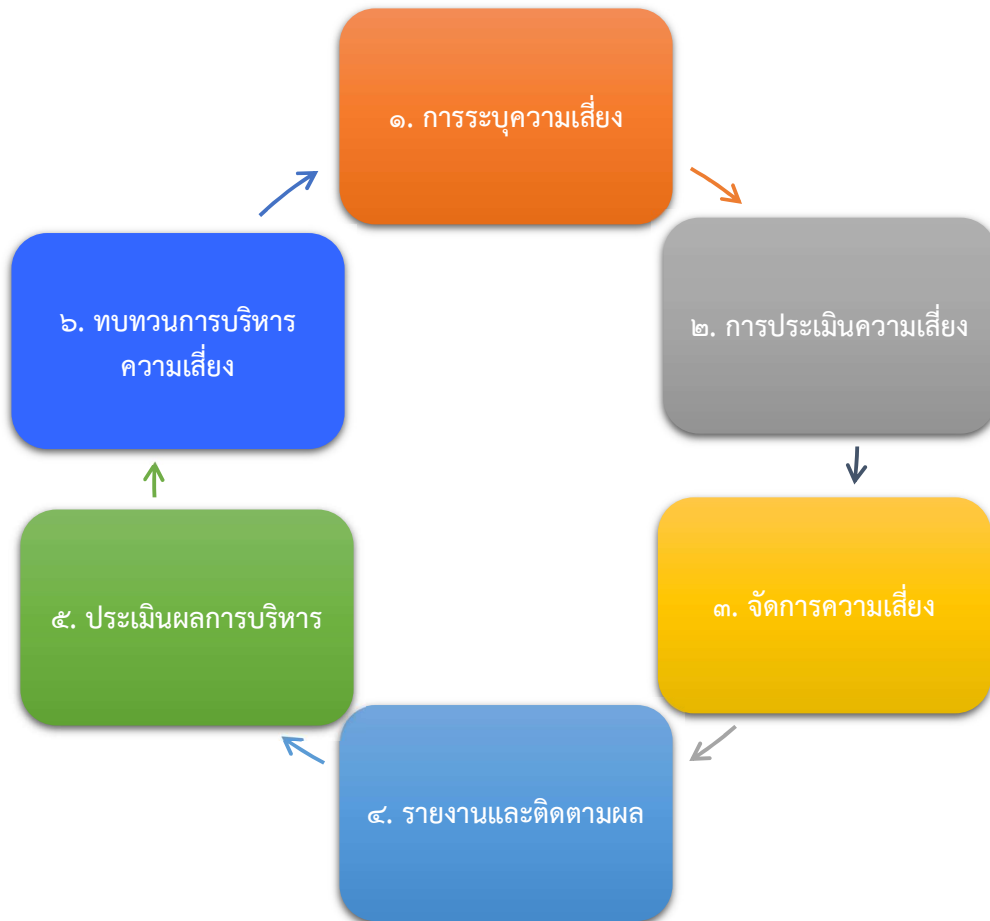 ๑. การระบุความเสี่ยง
๒. การประเมินความเสี่ยง
๓. จัดการความเสี่ยง
๔. รายงานและติดตามผล
๕. ประเมินผลการบริหาร
๖. ทบทวนการบริหาร
ความเสี่ยง